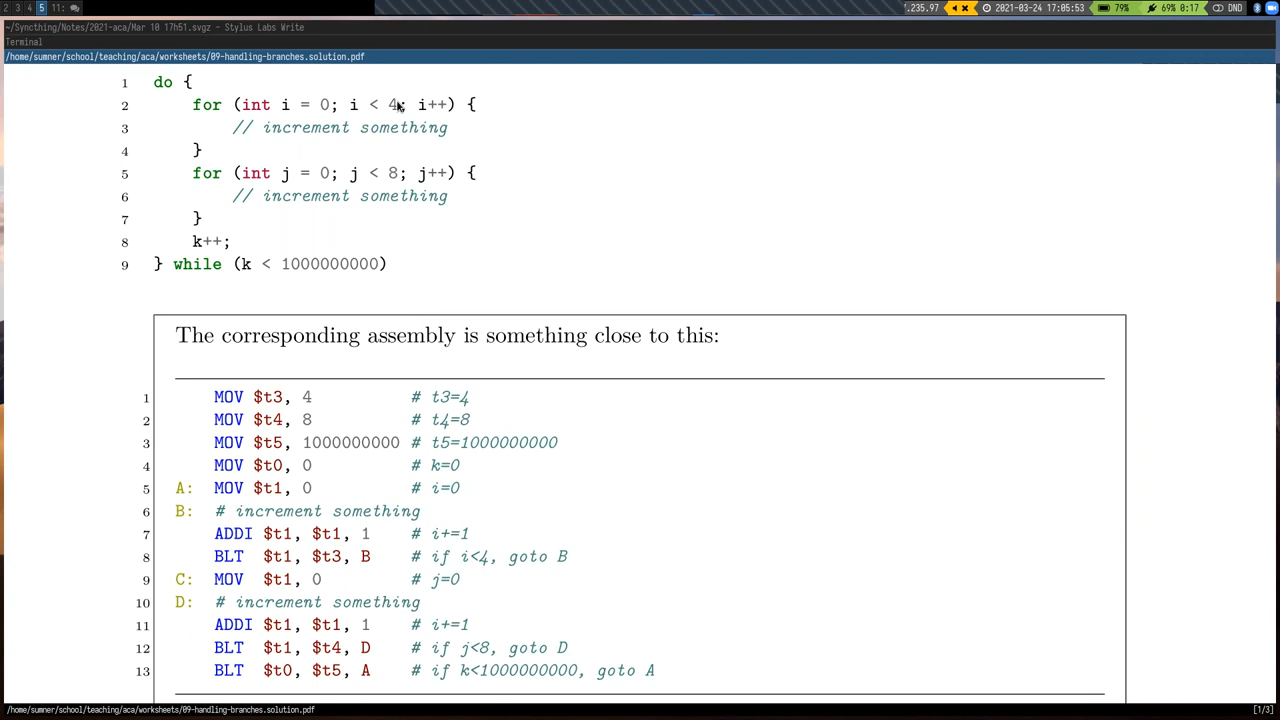 2 3 4 5 11:
.235.97 2021-03-24 17:05:53 79% 69% 0:17 DND
~/Syncthing/Notes/2021-aca/Mar 10 17h51.svgz - Stylus Labs Write
Terminal
/home/sumner/school/teaching/aca/worksheets/09-handling-branches.solution.pdf
1 do {
2 for (int i = 0; i < 4; i++) {
3 // increment something
4 }
5 for (int j = 0; j < 8; j++) {
6 // increment something
7 }
8 k++;
9 } while (k < 1000000000)
The corresponding assembly is something close to this:
1 MOV $t3, 4 # t3=4
2 MOV $t4, 8 # t4=8
3 MOV $t5, 1000000000 # t5=1000000000
4 MOV $t0, 0 # k=0
5 A: MOV $t1, 0 # i=0
6 B: # increment something
7 ADDI $t1, $t1, 1 # i+=1
8 BLT $t1, $t3, B # if i<4, goto B
9 C: MOV $t1, 0 # j=0
10 D: # increment something
11 ADDI $t1, $t1, 1 # i+=1
12 BLT $t1, $t4, D # if j<8, goto D
13 BLT $t0, $t5, A # if k<1000000000, goto A
/home/sumner/school/teaching/aca/worksheets/09-handling-branches.solution.pdf [1/3]